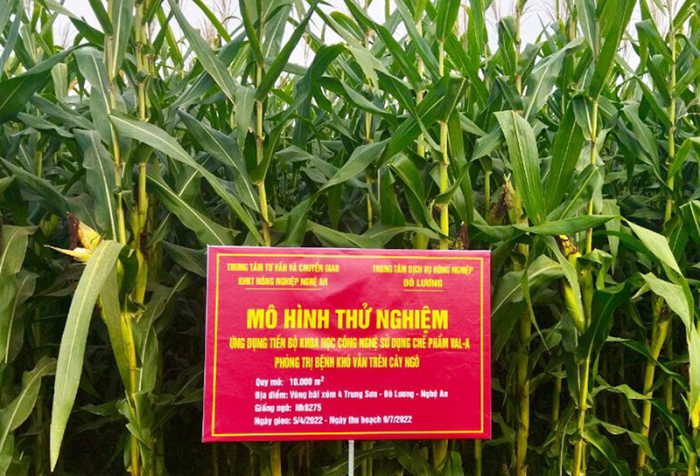 TRUNG TÂM TƯ VẤN VÀ CHUYỂN GIAO
KHKT NÔNG NGHIỆP NGHỆ AN
TRUNG TÂM DỊCH VỤ NÔNG NGHIỆP
ĐÔ LƯƠNG
MÔ HÌNH THỬ NGHIỆM
ỨNG DỤNG TIẾN BỘ KHOA HỌC CÔNG NGHỆ SỬ DỤNG CHẾ PHẨM VAL-A
PHÒNG TRỊ BỆNH KHÔ VẰN TRÊN CÂY NGÔ
Quy mô: 10.000 m²
Địa điểm: Vùng bãi xóm 4 Trung Sơn - Đô Lương - Nghệ An
Giống ngô: Nk6275
Ngày gieo: 5/4/2022 - Ngày thu hoạch 9/7/2022